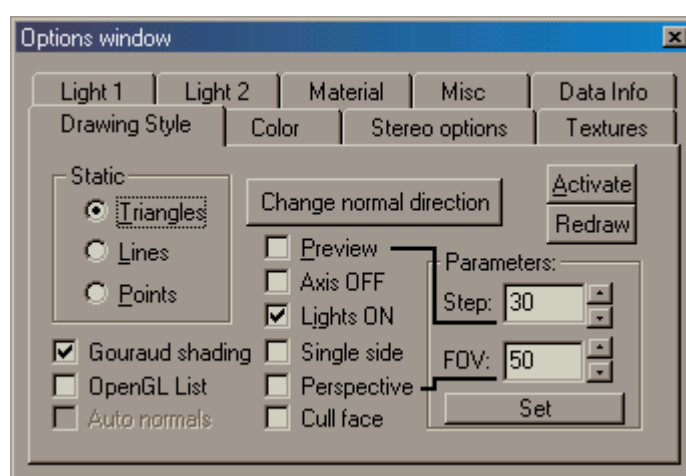 Options window
Light 1
Light 2
Material
Misc
Data Info
Drawing Style
Color
Stereo options
Textures
Static
Triangles
Lines
Points
Change normal direction
Activate
Redraw
Preview
Axis OFF
Lights ON
Single side
Perspective
Cull face
Parameters:
Step: 30
FOV: 50
Set
Gouraud shading
OpenGL List
Auto normals